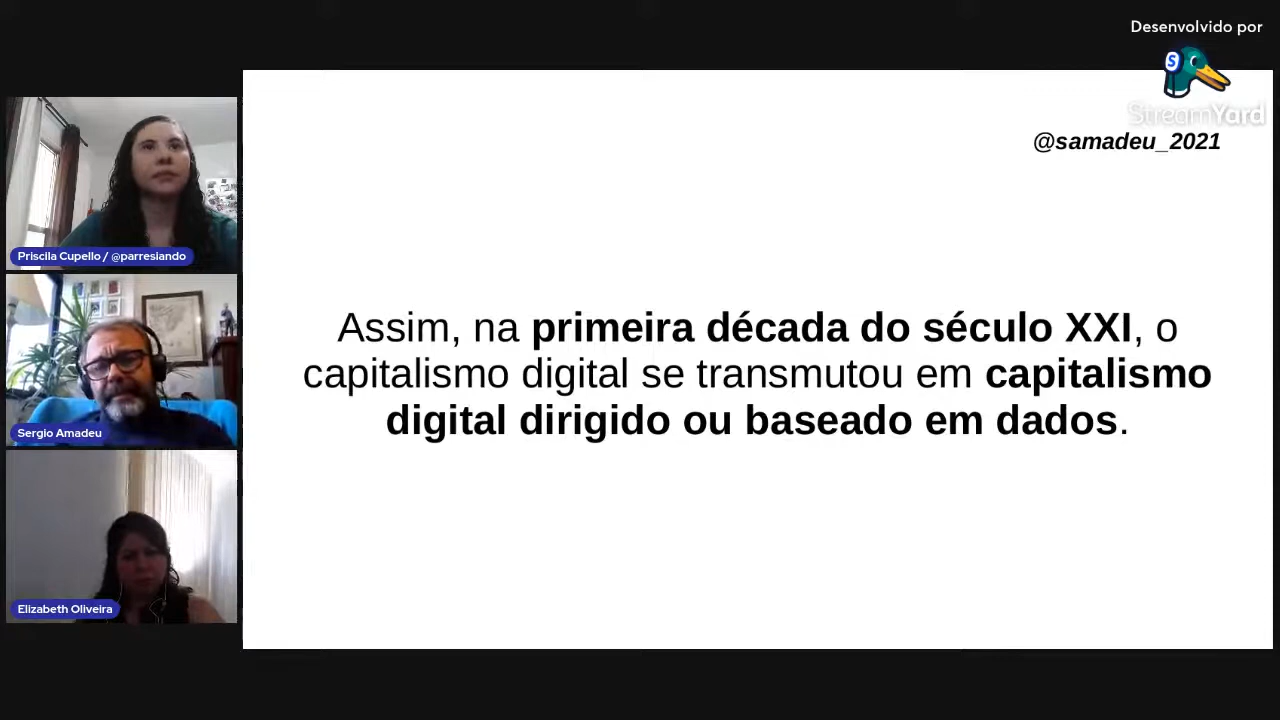 Desenvolvido por
StreamYard
@samadeu_2021
Priscila Cupello / @parresiando
Assim, na primeira década do século XXI, o
capitalismo digital se transmutou em capitalismo
digital dirigido ou baseado em dados.
Sergio Amadeu
Elizabeth Oliveira